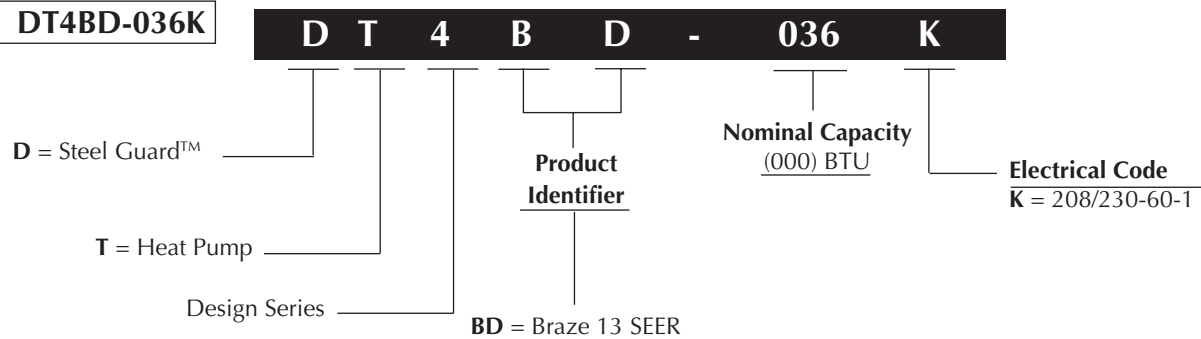 DT4BD-036K
D T 4 B D - 036 K
D = Steel Guard™
T = Heat Pump
Design Series
Product
Identifier
BD = Braze 13 SEER
Nominal Capacity
(000) BTU
Electrical Code
K = 208/230-60-1